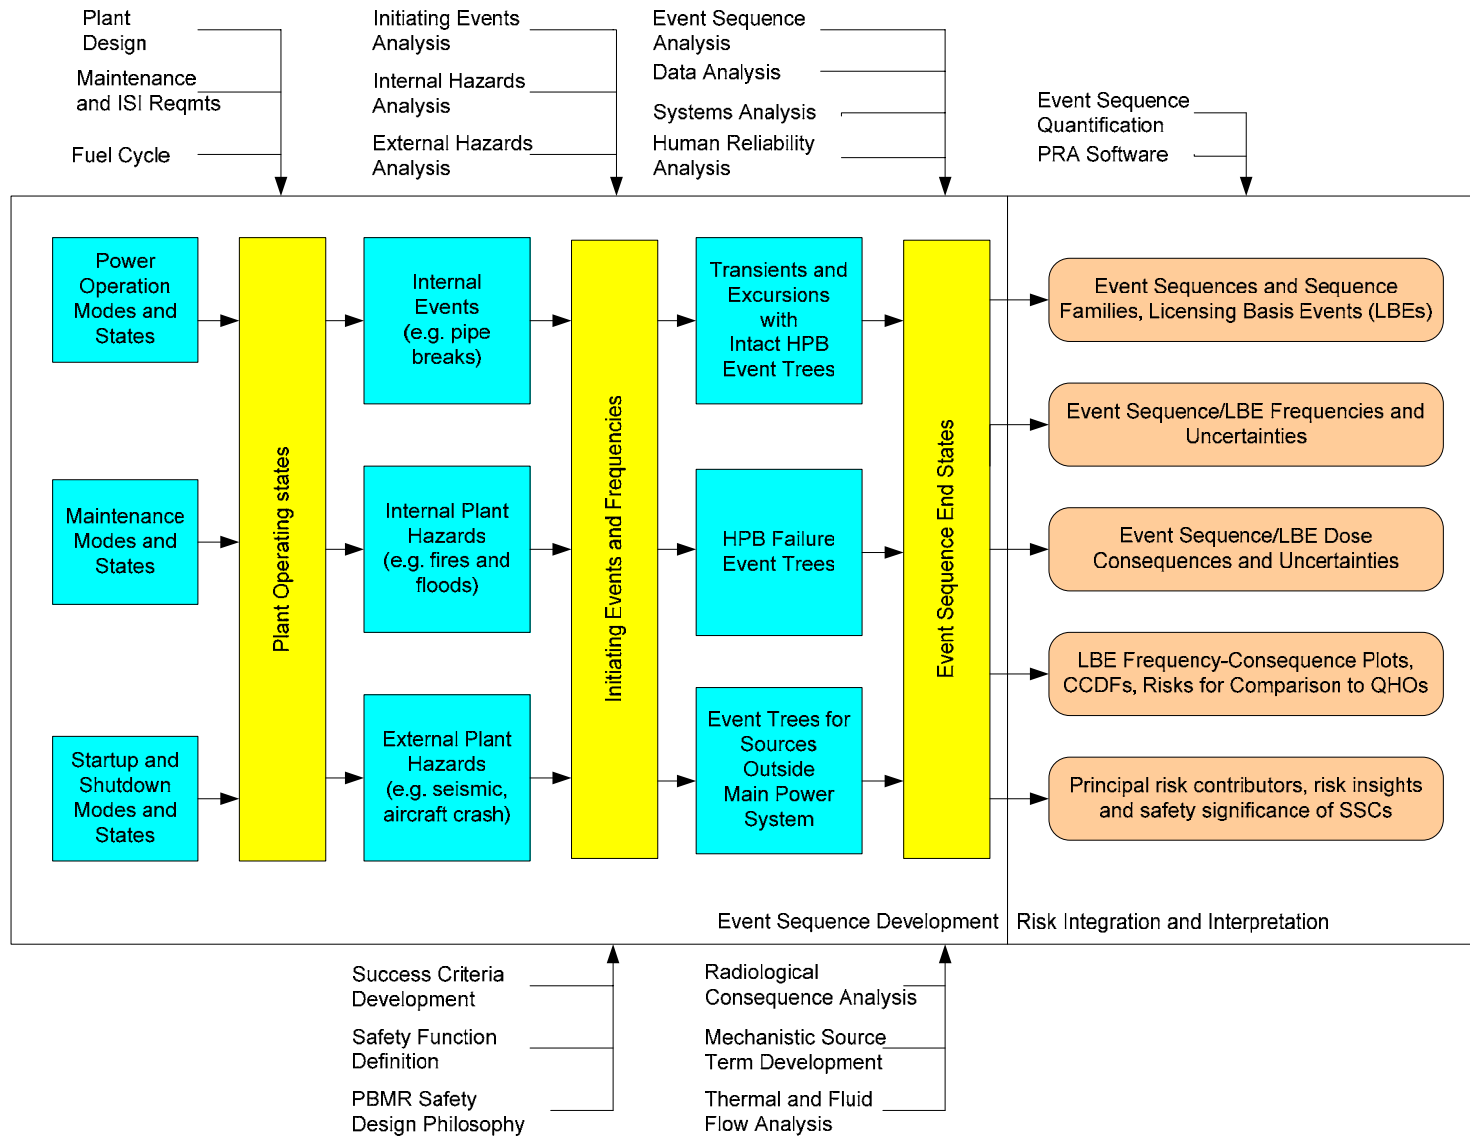 Plant
Design
Maintenance
and ISI Reqmts
Fuel Cycle
Initiating Events
Analysis
Internal Hazards
Analysis
External Hazards
Analysis
Event Sequence
Analysis
Data Analysis
Systems Analysis
Human Reliability
Analysis
Event Sequence
Quantification
PRA Software
Power
Operation
Modes and
States
Maintenance
Modes and
States
Startup and
Shutdown
Modes and
States
Plant Operating states
Internal
Events
(e.g. pipe
breaks)
Internal Plant
Hazards
(e.g. fires and
floods)
External Plant
Hazards
(e.g. seismic,
aircraft crash)
Initiating Events and Frequencies
Transients and
Excursions
with
Intact HPB
Event Trees
HPB Failure
Event Trees
Event Trees for
Sources
Outside
Main Power
System
Event Sequence End States
Event Sequences and Sequence
Families, Licensing Basis Events (LBEs)
Event Sequence/LBE Frequencies and
Uncertainties
Event Sequence/LBE Dose
Consequences and Uncertainties
LBE Frequency-Consequence Plots,
CCDFs, Risks for Comparison to QHOs
Principal risk contributors, risk insights
and safety significance of SSCs
Event Sequence Development
Risk Integration and Interpretation
Success Criteria
Development
Safety Function
Definition
PBMR Safety
Design Philosophy
Radiological
Consequence Analysis
Mechanistic Source
Term Development
Thermal and Fluid
Flow Analysis